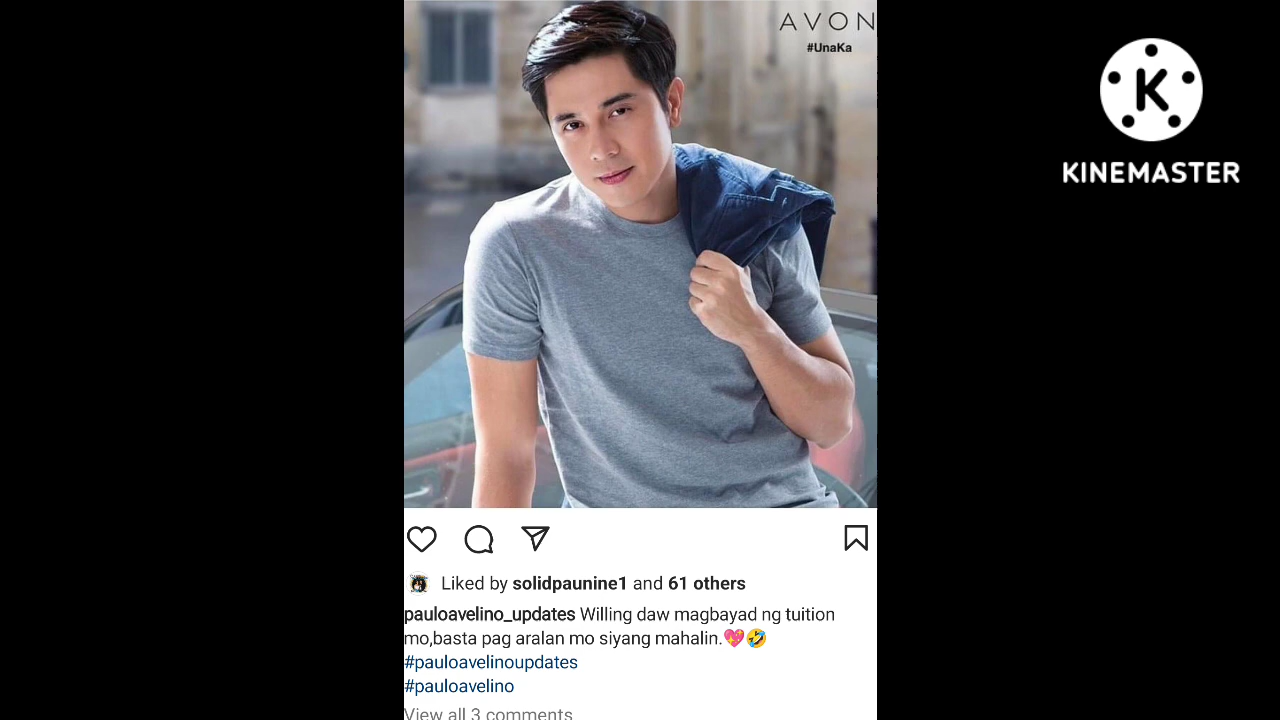 AVON
#UnaKa
K
KINEMASTER
Liked by solidpaunine1 and 61 others
pauloavelino_updates Willing daw magbayad ng tuition
mo,basta pag aralan mo siyang mahalin.💖🤣
#pauloavelinoupdates
#pauloavelino
View all 3 comments